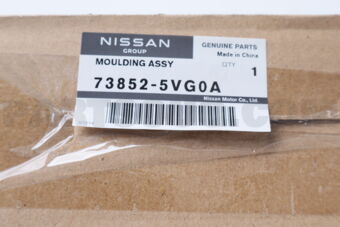 NISSAN
GROUP
GENUINE PARTS
Made in China
MOULDING ASSY
QTY
1
73852-5VG0A
Nissan Motor Co., Ltd.